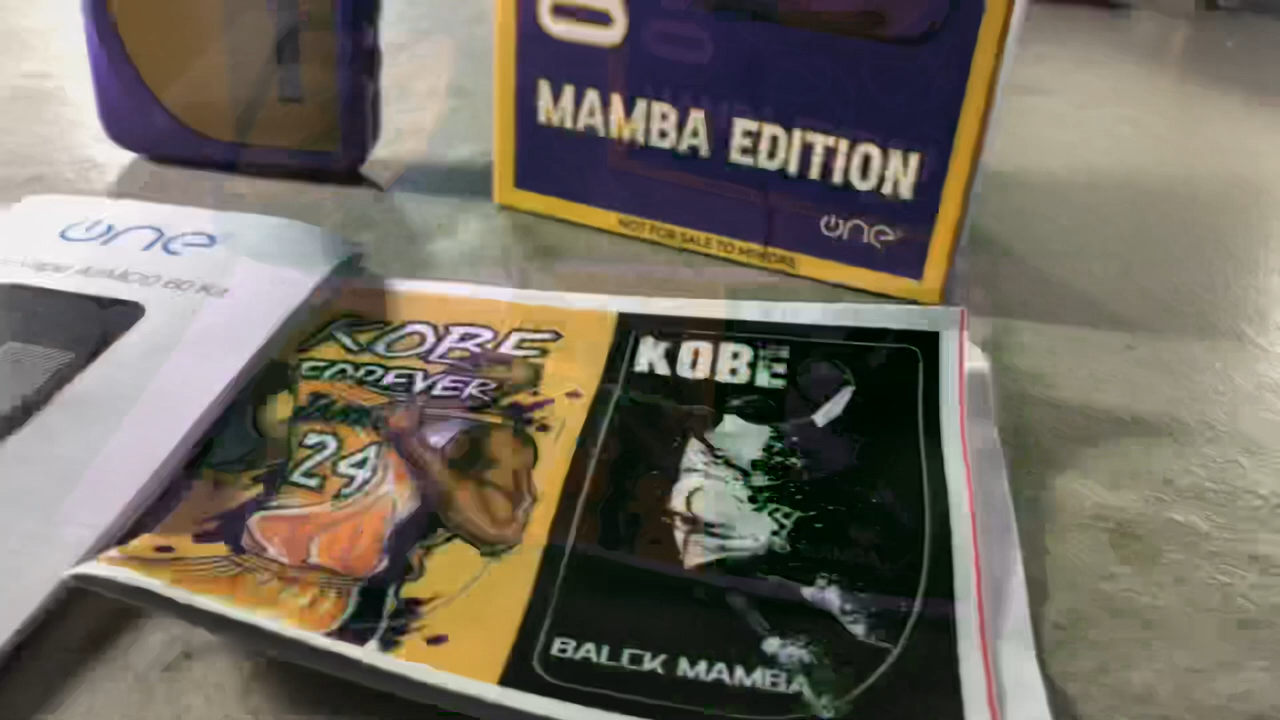 MAMBA EDITION
NOT FOR SALE TO MINORS
one
one
KOBE
FOREVER
24
KOBE
BALCK MAMBA